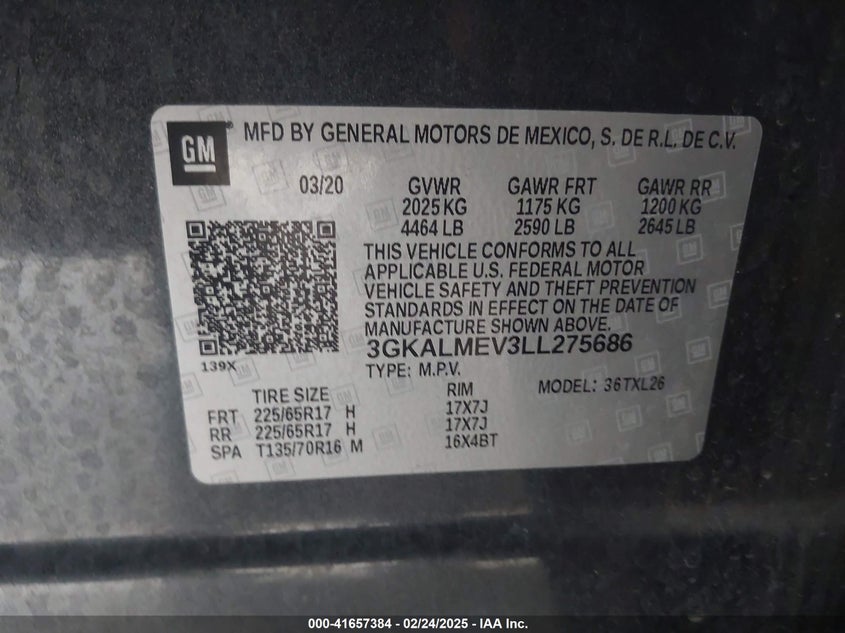 GM
MFD BY GENERAL MOTORS DE MEXICO, S. DE R.L. DE C.V.
03/20 GVWR GAWR FRT GAWR RR
2025 KG 1175 KG 1200 KG
4464 LB 2590 LB 2645 LB
THIS VEHICLE CONFORMS TO ALL
APPLICABLE U.S. FEDERAL MOTOR
VEHICLE SAFETY AND THEFT PREVENTION
STANDARDS IN EFFECT ON THE DATE OF
MANUFACTURE SHOWN ABOVE.
3GKALMEV3LL275686
139X
TYPE: M.P.V.
TIRE SIZE RIM MODEL: 36TXL26
FRT 225/65R17 H 17X7J
RR 225/65R17 H 17X7J
SPA T135/70R16 M 16X4BT
000-41657384 - 02/24/2025 - IAA Inc.